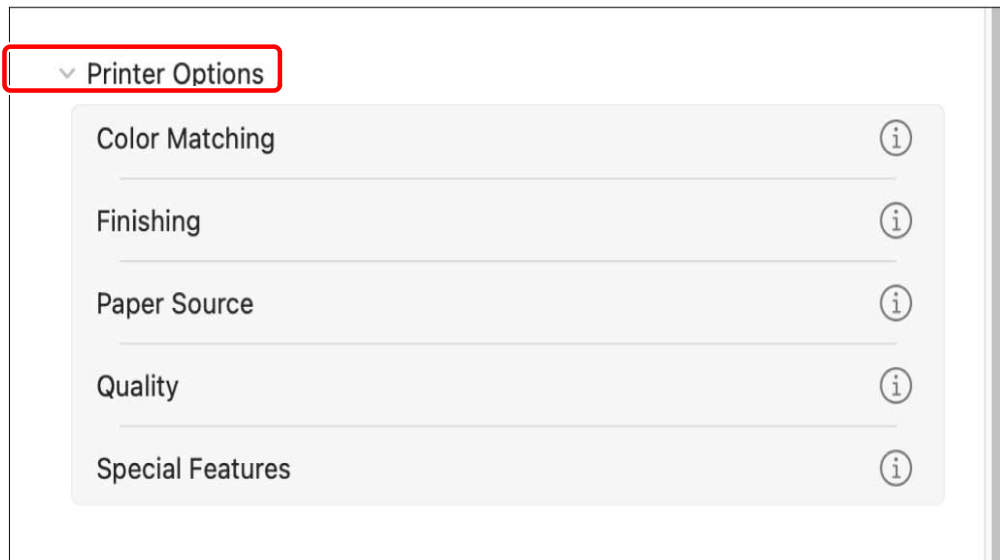 Printer Options
Color Matching
Finishing
Paper Source
Quality
Special Features